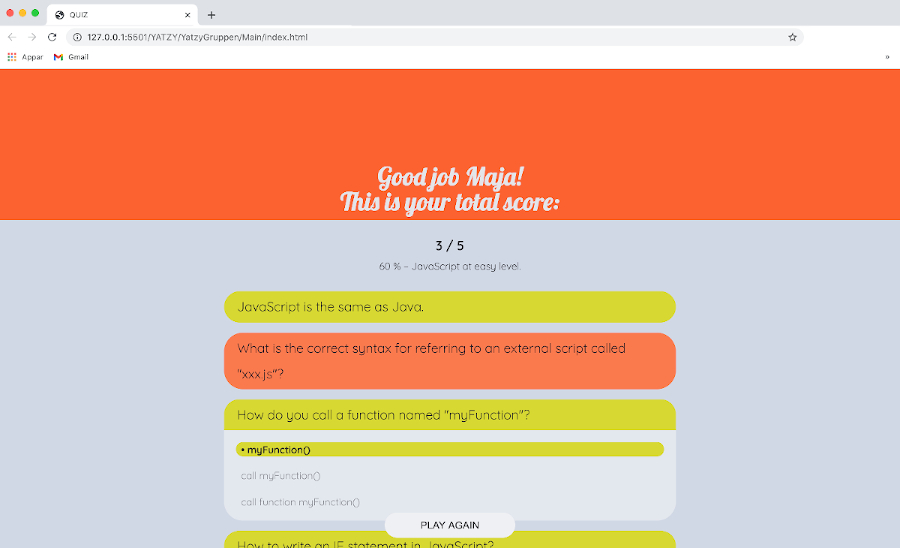 QUIZ
127.0.0.1:5501/YATZY/YatzyGruppen/Main/index.html
Appar Gmail »
Good job Maja!
This is your total score:
3 / 5
60 % – JavaScript at easy level.
JavaScript is the same as Java.
What is the correct syntax for referring to an external script called
"xxx.js"?
How do you call a function named "myFunction"?
• myFunction()
call myFunction()
call function myFunction()
PLAY AGAIN
How to write an IF statement in JavaScript?